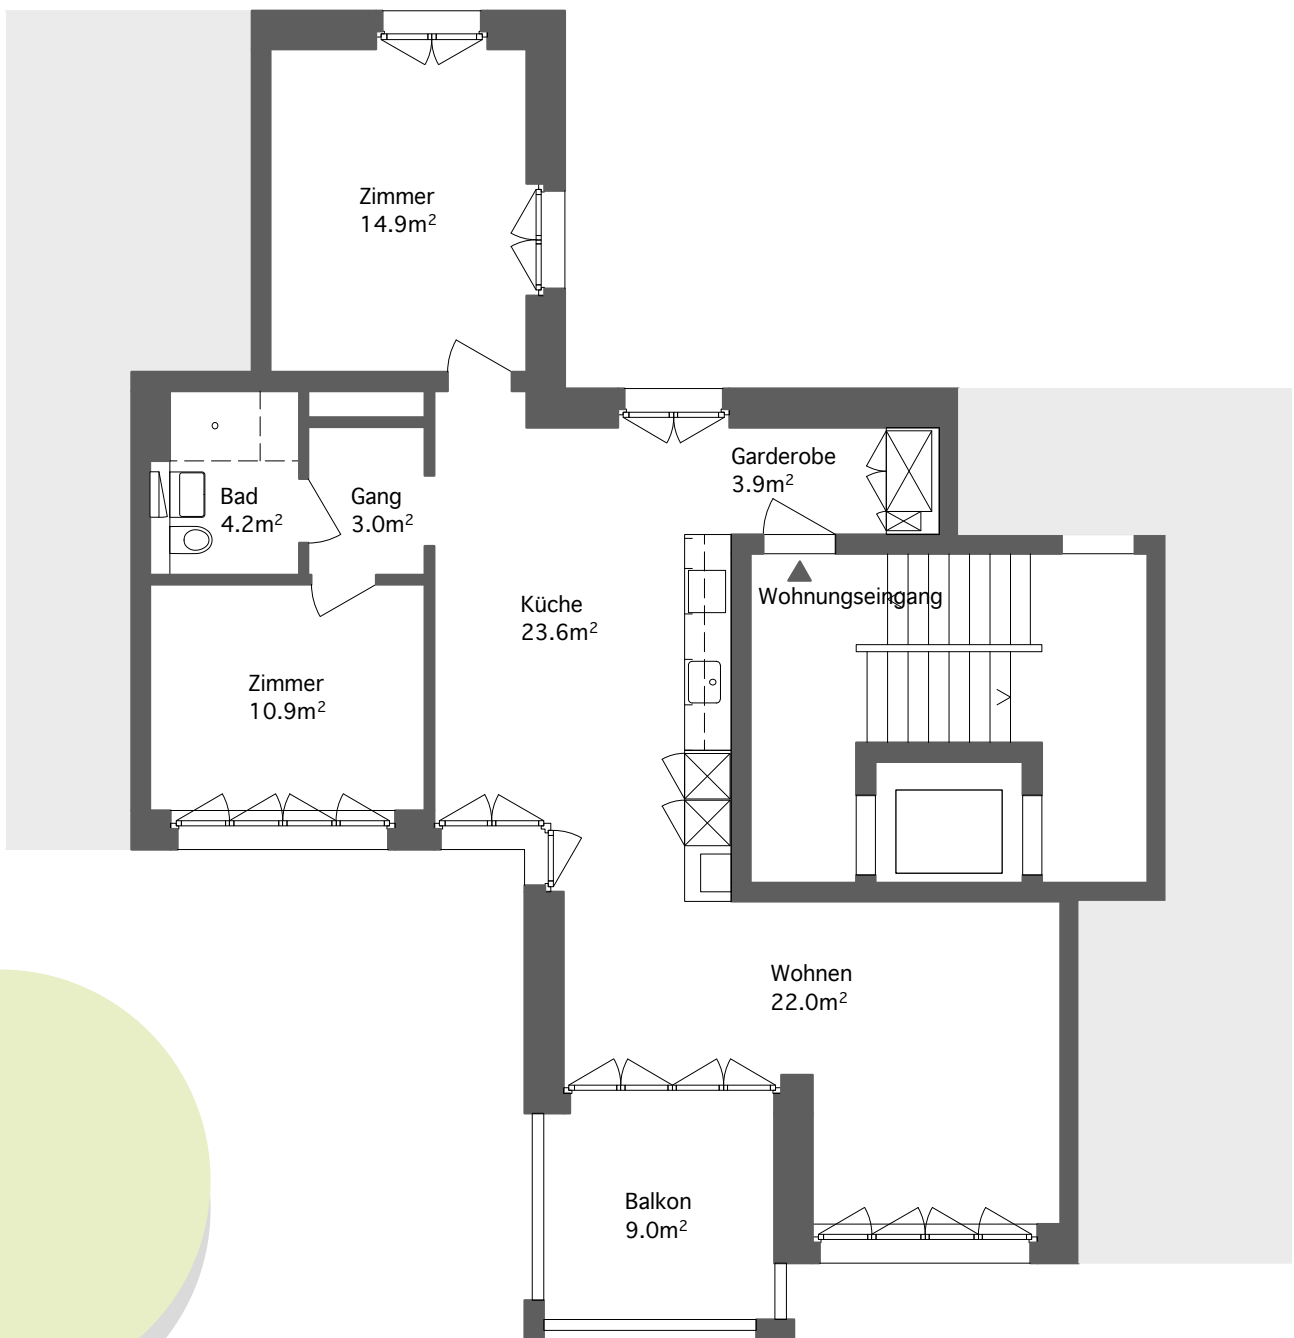 Zimmer
14.9m²
Garderobe
3.9m²
Bad
4.2m²
Gang
3.0m²
Wohnungseingang
Küche
23.6m²
Zimmer
10.9m²
Wohnen
22.0m²
Balkon
9.0m²